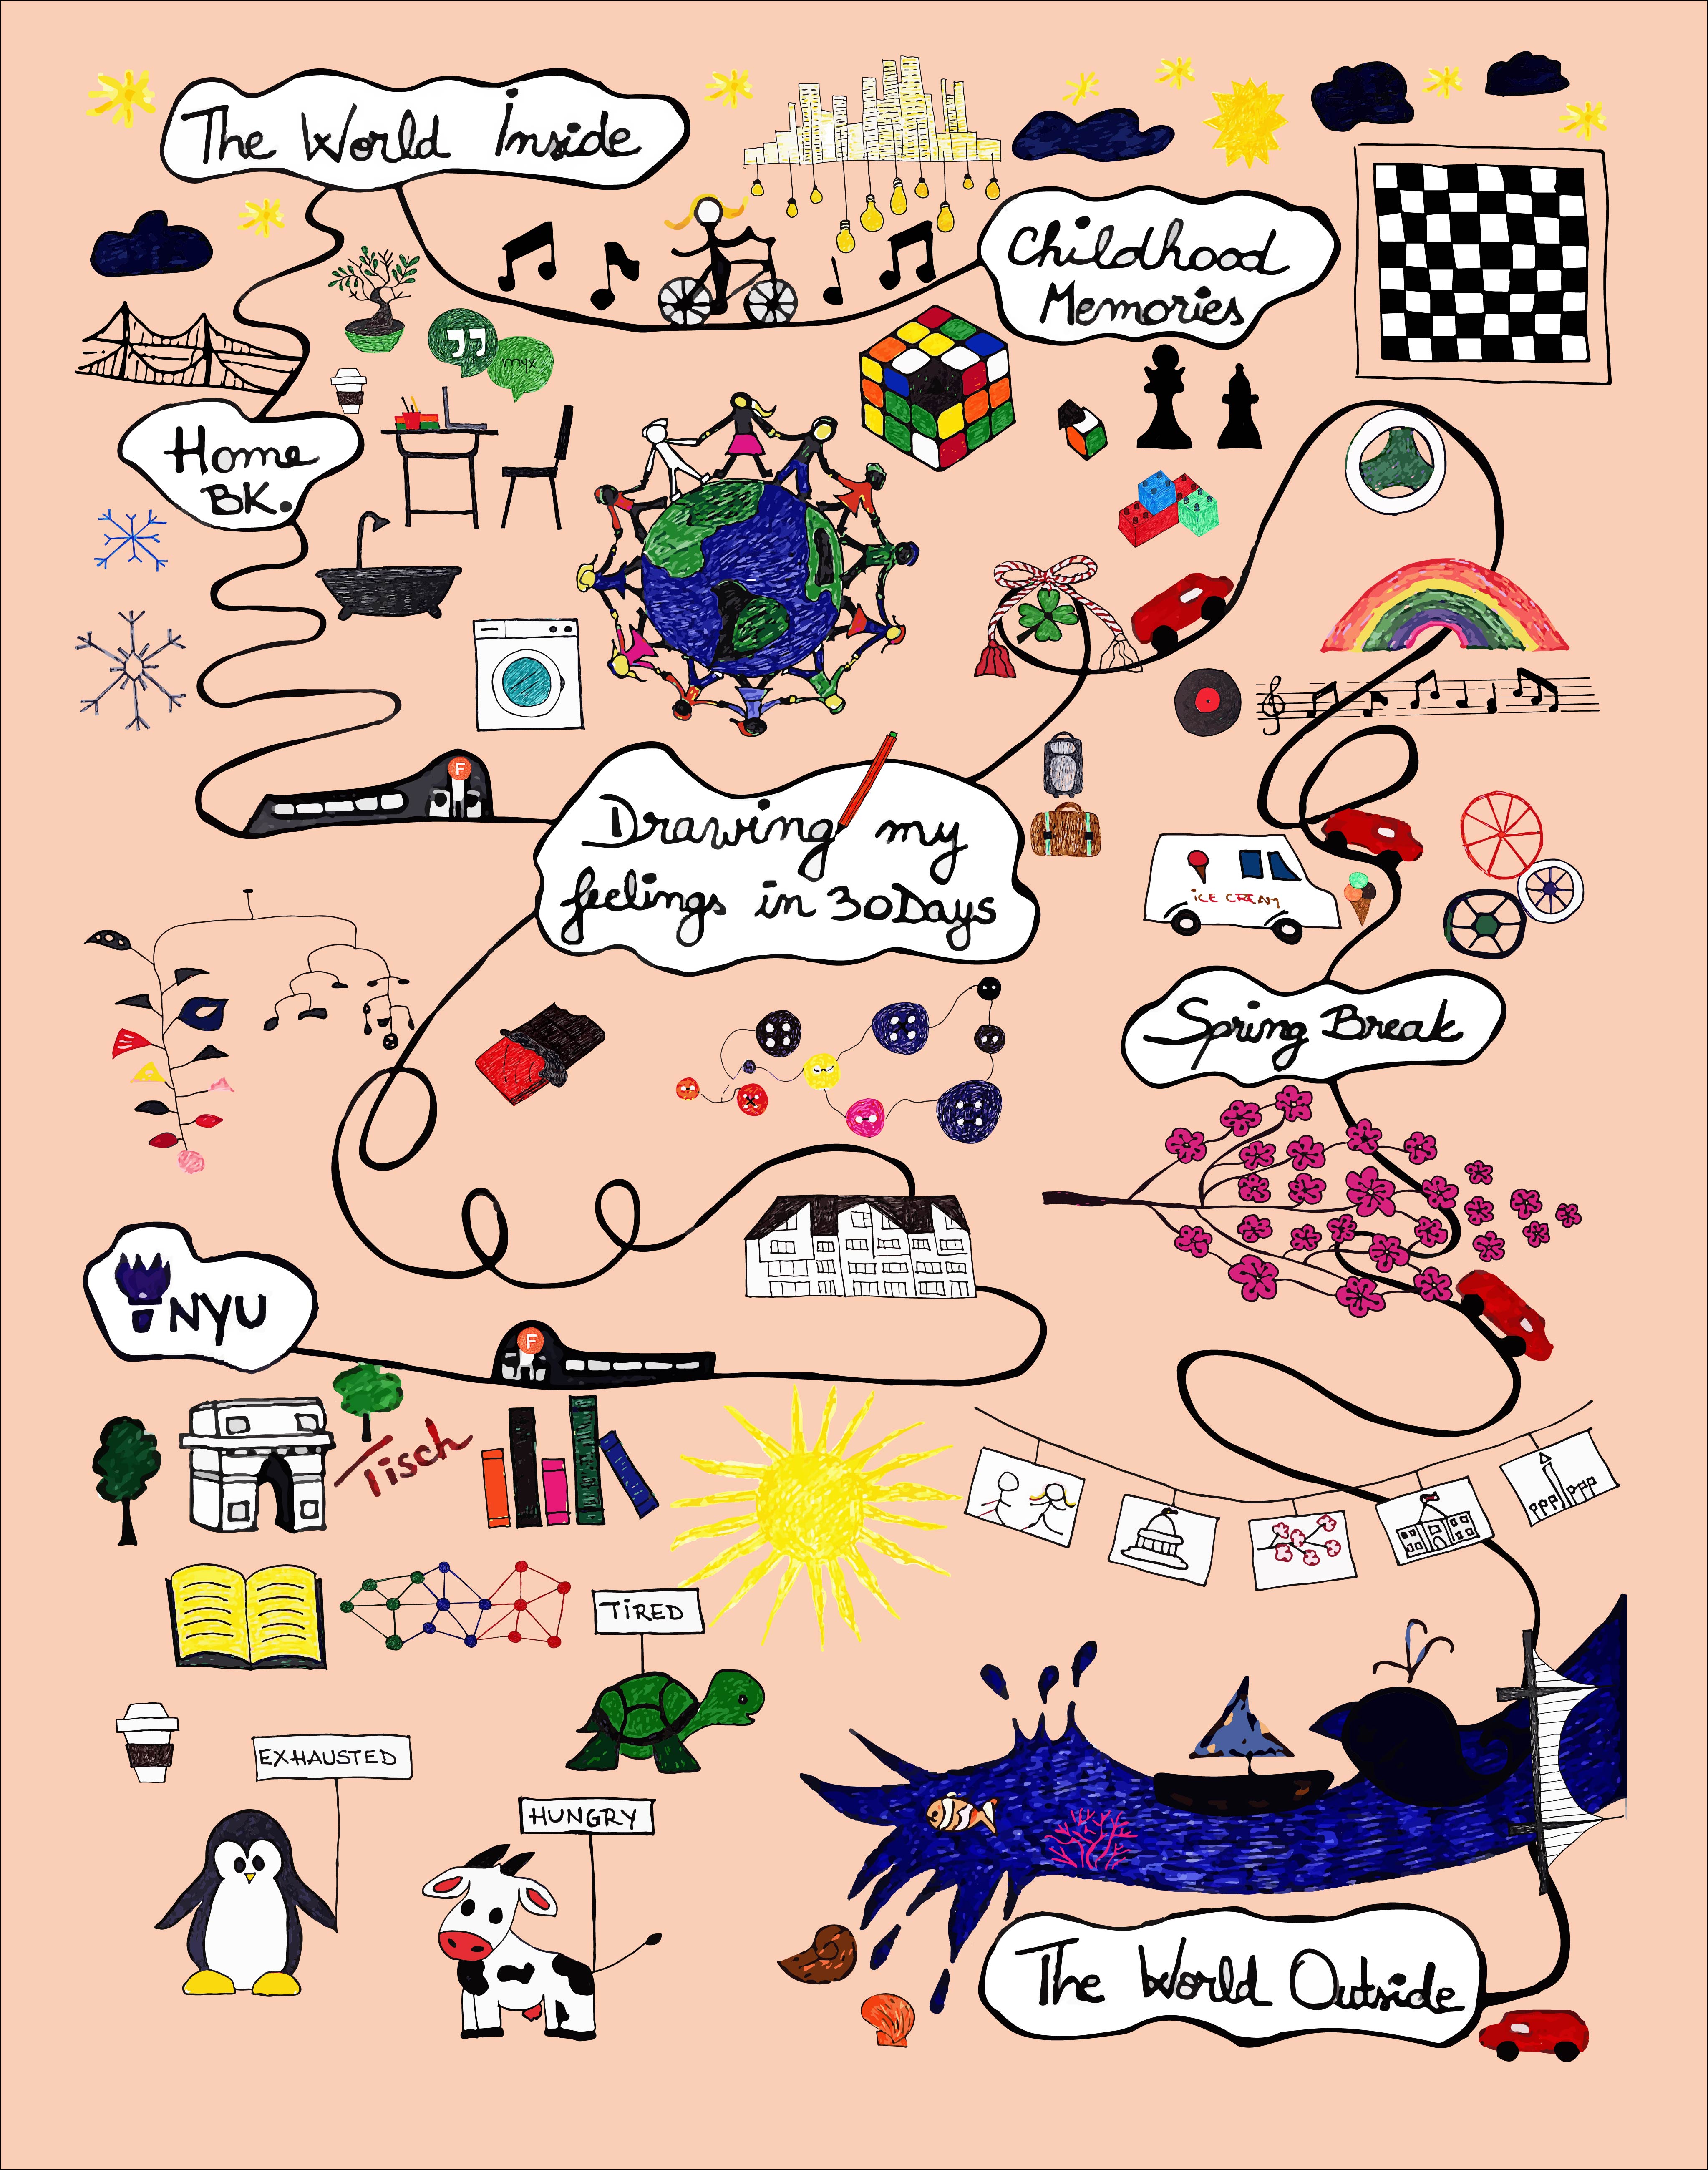 The World Inside
Childhood
Memories
Home
BK.
F
Drawing my
feelings in 30Days
ICE CREAM
Spring Break
NYU
F
Tisch
TIRED
EXHAUSTED
HUNGRY
The World Outside